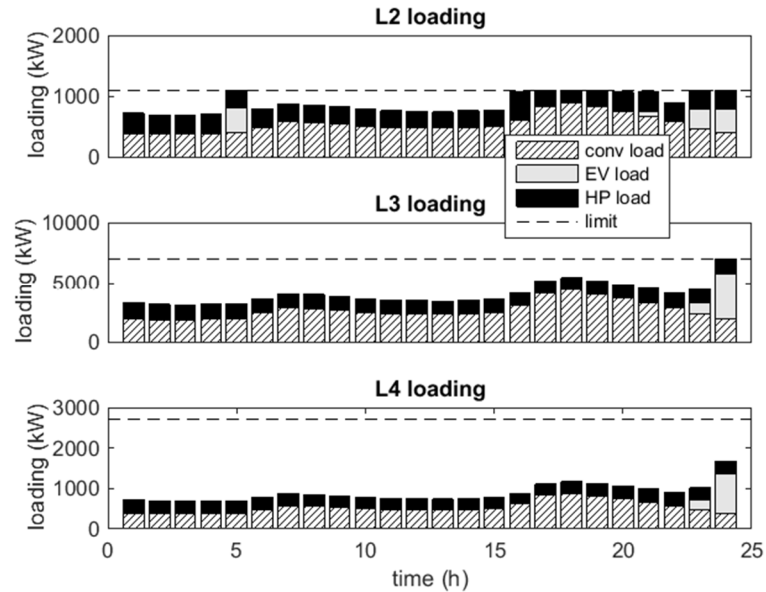 L2 loading
loading (kW)
2000
1000
0
conv load
EV load
HP load
limit
L3 loading
loading (kW)
10000
5000
0
L4 loading
loading (kW)
3000
2000
1000
0
0 5 10 15 20 25
time (h)